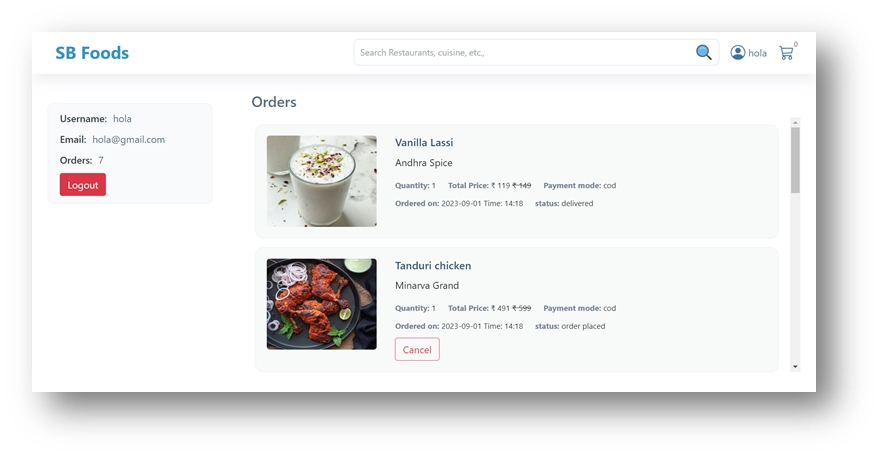 SB Foods
Search Restaurants, cuisine, etc.,
hola
0
Username: hola
Email: hola@gmail.com
Orders: 7
Logout
Orders
Vanilla Lassi
Andhra Spice
Quantity: 1 Total Price: ₹ 119 ₹ 149 Payment mode: cod
Ordered on: 2023-09-01 Time: 14:18 status: delivered
Tanduri chicken
Minarva Grand
Quantity: 1 Total Price: ₹ 491 ₹ 599 Payment mode: cod
Ordered on: 2023-09-01 Time: 14:18 status: order placed
Cancel